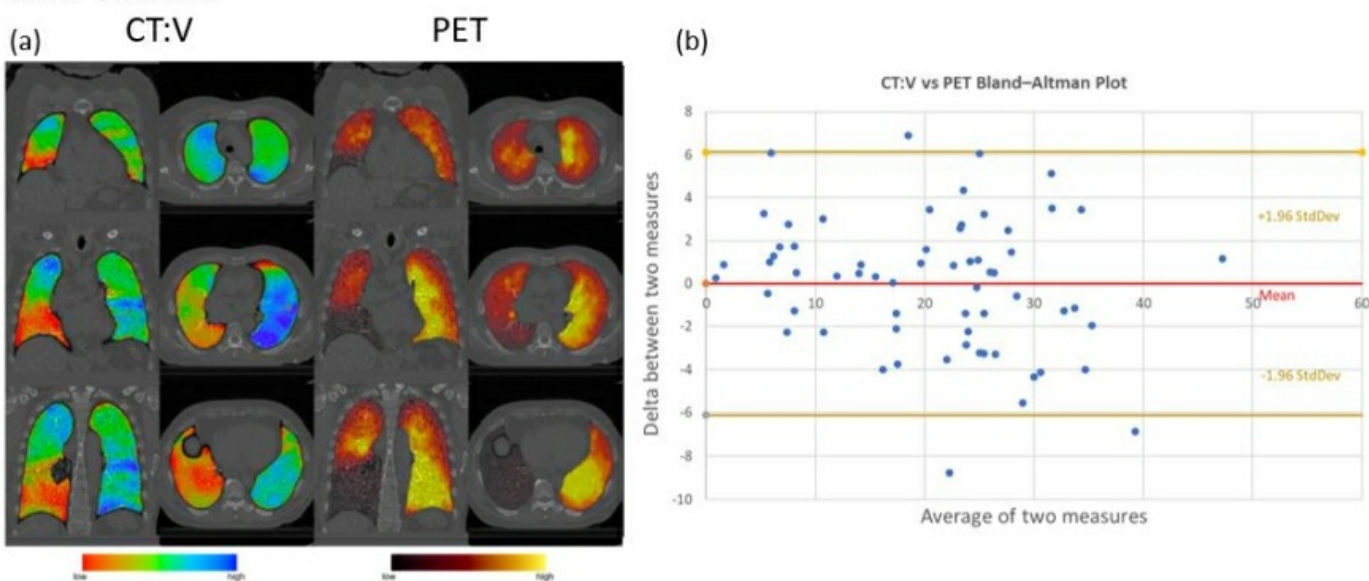 (a) CT:V PET (b)
CT:V vs PET Bland–Altman Plot
Delta between two measures
8
6
4
2
0
-2
-4
-6
-8
-10
+1.96 StdDev
Mean
-1.96 StdDev
0 10 20 30 40 50 60
Average of two measures
low high low high